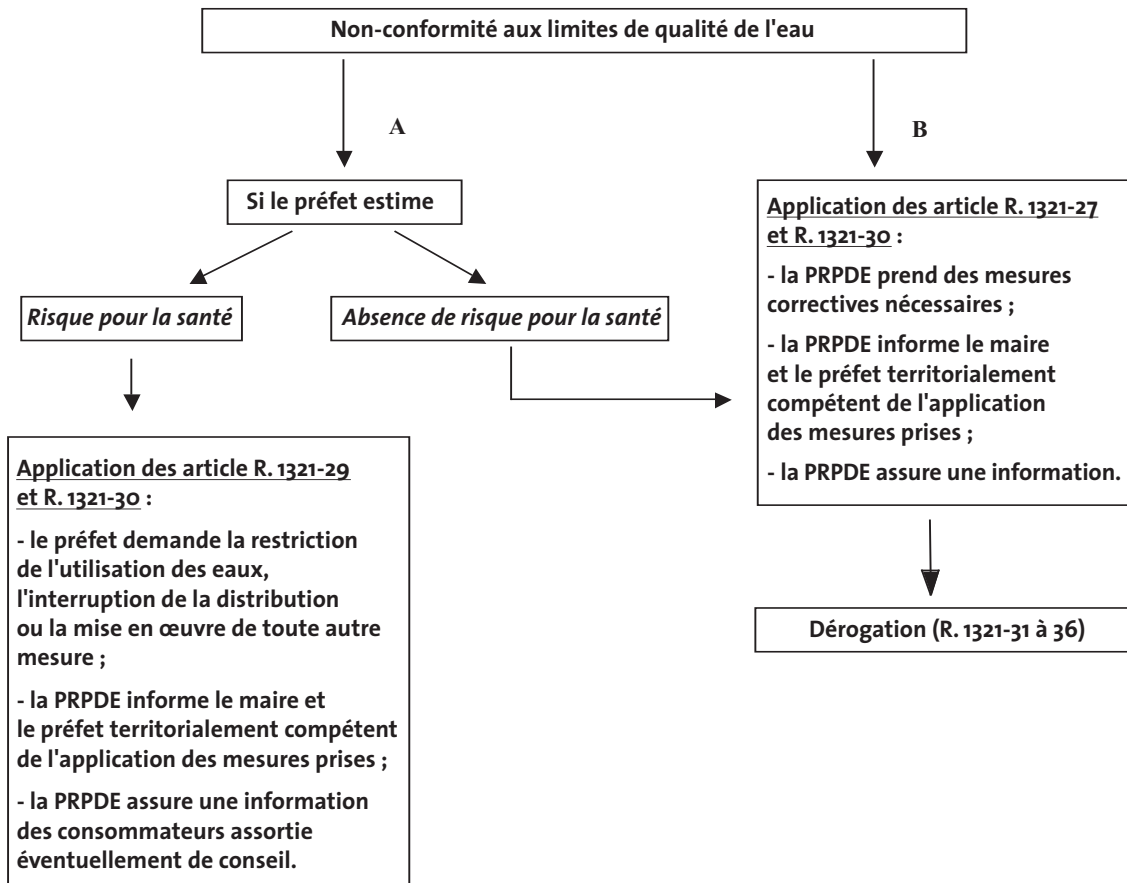 Non-conformité aux limites de qualité de l'eau
A
B
Si le préfet estime
Risque pour la santé
Absence de risque pour la santé
Application des article R. 1321-27
et R. 1321-30 :
- la PRPDE prend des mesures
correctives nécessaires ;
- la PRPDE informe le maire
et le préfet territorialement
compétent de l'application
des mesures prises ;
- la PRPDE assure une information.
Application des article R. 1321-29
et R. 1321-30 :
- le préfet demande la restriction
de l'utilisation des eaux,
l'interruption de la distribution
ou la mise en œuvre de toute autre
mesure ;
- la PRPDE informe le maire et
le préfet territorialement compétent
de l'application des mesures prises ;
- la PRPDE assure une information
des consommateurs assortie
éventuellement de conseil.
Dérogation (R. 1321-31 à 36)